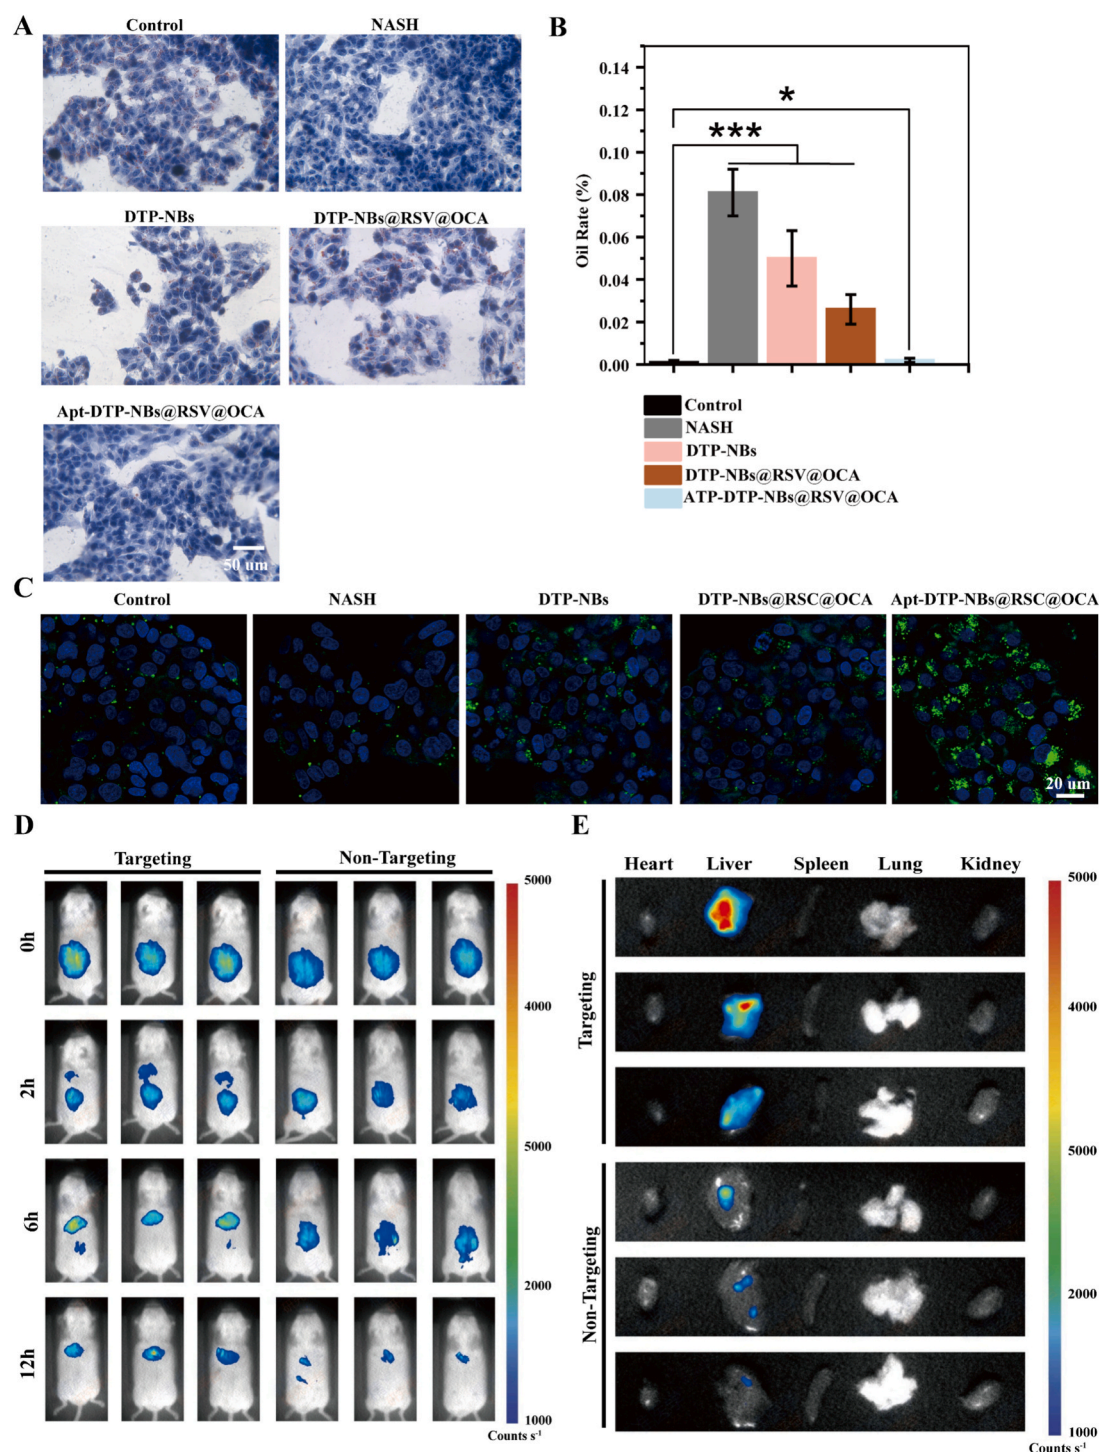 A
Control
NASH
DTP-NBs
DTP-NBs@RSV@OCA
Apt-DTP-NBs@RSV@OCA
50 um
B
Oil Rate (%)
0.14
0.12
0.10
0.08
0.06
0.04
0.02
0.00
*
***
Control
NASH
DTP-NBs
DTP-NBs@RSV@OCA
ATP-DTP-NBs@RSV@OCA
C
Control
NASH
DTP-NBs
DTP-NBs@RSC@OCA
Apt-DTP-NBs@RSC@OCA
20 um
D
Targeting
Non-Targeting
0h
2h
6h
12h
5000
4000
5000
2000
1000
Counts s-1
E
Heart
Liver
Spleen
Lung
Kidney
Targeting
Non-Targeting
5000
4000
5000
2000
1000
Counts s-1